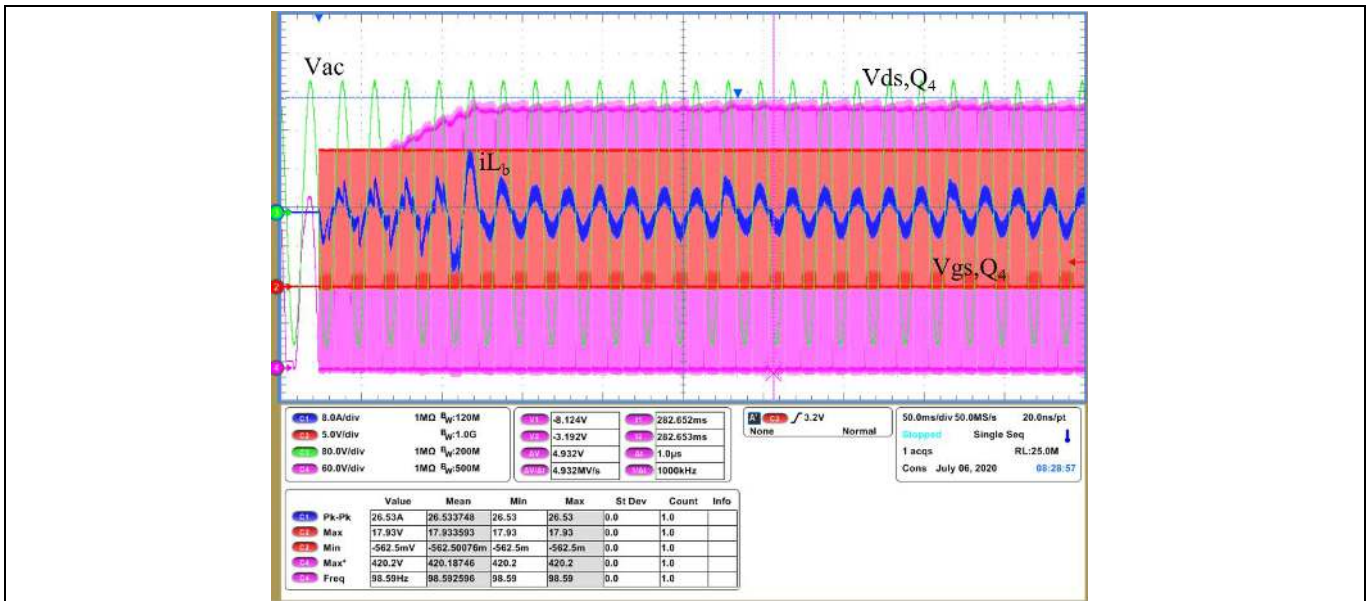 Vac
Vds,Q4
iLb
Vgs,Q4
3
2
4
C1 8.0A/div 1MΩ BW:120M
C2 5.0V/div BW:1.0G
80.0V/div 1MΩ BW:200M
C4 60.0V/div 1MΩ BW:500M
V1 -8.124V t1 282.652ms
V2 -3.192V t2 282.653ms
ΔV 4.932V Δt 1.0µs
ΔV/Δt 4.932MV/s 1/Δt 1000kHz
A' C2 3.2V
None Normal
50.0ms/div 50.0MS/s 20.0ns/pt
Stopped Single Seq
1 acqs RL:25.0M
Cons July 06, 2020 08:28:57
Value Mean Min Max St Dev Count Info
C1 Pk-Pk 26.53A 26.533748 26.53 26.53 0.0 1.0
C2 Max 17.93V 17.933593 17.93 17.93 0.0 1.0
C2 Min -562.5mV -562.50076m -562.5m -562.5m 0.0 1.0
C4 Max* 420.2V 420.18746 420.2 420.2 0.0 1.0
C4 Freq 98.59Hz 98.592596 98.59 98.59 0.0 1.0